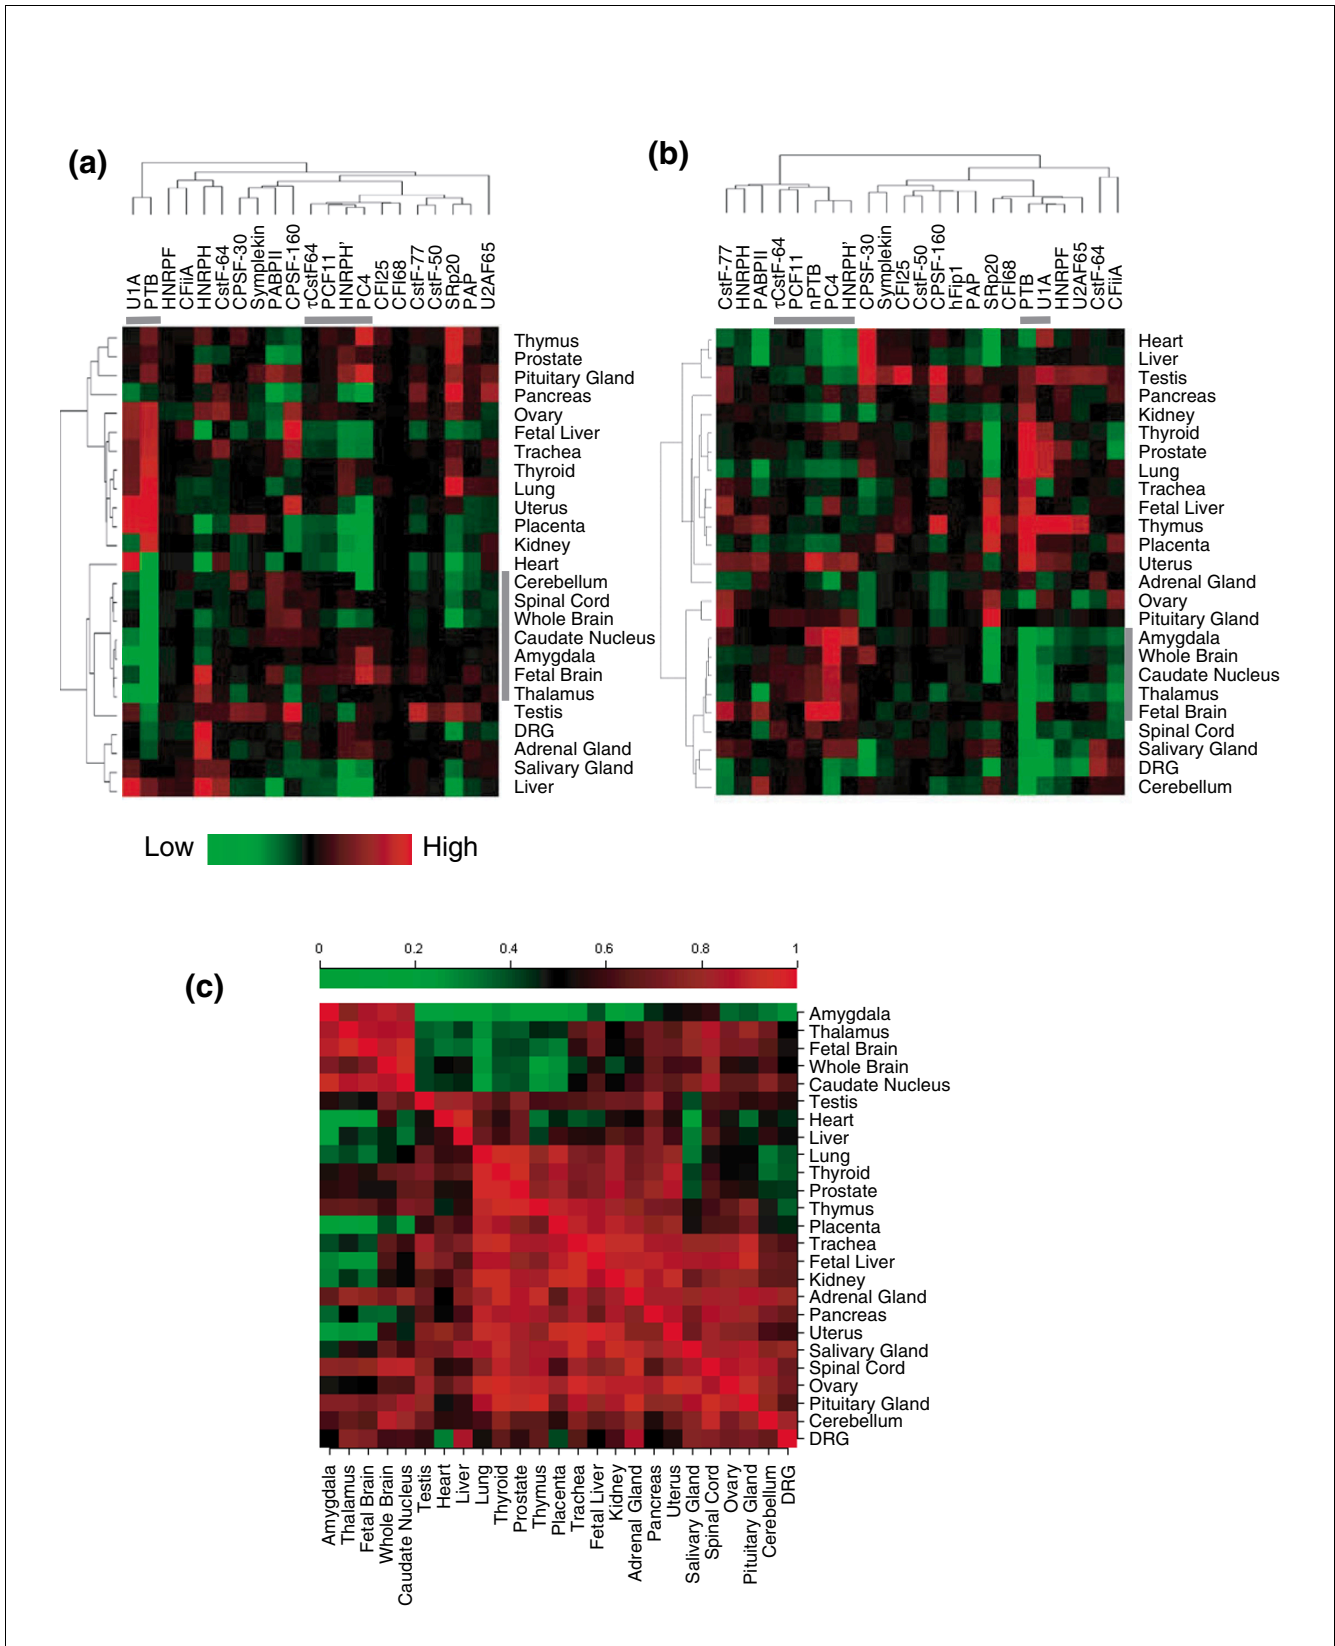 (a)
U1A
PTB
HNRPF
CFiiA
HNRPH
CstF-64
CPSF-30
Symplekin
PABPII
CPSF-160
τCstF64
PCF11
HNRPH'
PC4
CFI25
CFI68
CstF-77
CstF-50
SRp20
PAP
U2AF65
Thymus
Prostate
Pituitary Gland
Pancreas
Ovary
Fetal Liver
Trachea
Thyroid
Lung
Uterus
Placenta
Kidney
Heart
Cerebellum
Spinal Cord
Whole Brain
Caudate Nucleus
Amygdala
Fetal Brain
Thalamus
Testis
DRG
Adrenal Gland
Salivary Gland
Liver
Low
High
(b)
CstF-77
HNRPH
PABPII
τCstF-64
PCF11
nPTB
PC4
HNRPH'
CPSF-30
Symplekin
CFI25
CstF-50
CPSF-160
hFip1
PAP
SRp20
CFI68
PTB
U1A
HNRPF
U2AF65
CstF-64
CFiiA
Heart
Liver
Testis
Pancreas
Kidney
Thyroid
Prostate
Lung
Trachea
Fetal Liver
Thymus
Placenta
Uterus
Adrenal Gland
Ovary
Pituitary Gland
Amygdala
Whole Brain
Caudate Nucleus
Thalamus
Fetal Brain
Spinal Cord
Salivary Gland
DRG
Cerebellum
(c)
0 0.2 0.4 0.6 0.8 1
Amygdala
Thalamus
Fetal Brain
Whole Brain
Caudate Nucleus
Testis
Heart
Liver
Lung
Thyroid
Prostate
Thymus
Placenta
Trachea
Fetal Liver
Kidney
Adrenal Gland
Pancreas
Uterus
Salivary Gland
Spinal Cord
Ovary
Pituitary Gland
Cerebellum
DRG
Amygdala
Thalamus
Fetal Brain
Whole Brain
Caudate Nucleus
Testis
Heart
Liver
Lung
Thyroid
Prostate
Thymus
Placenta
Trachea
Fetal Liver
Kidney
Adrenal Gland
Pancreas
Uterus
Salivary Gland
Spinal Cord
Ovary
Pituitary Gland
Cerebellum
DRG